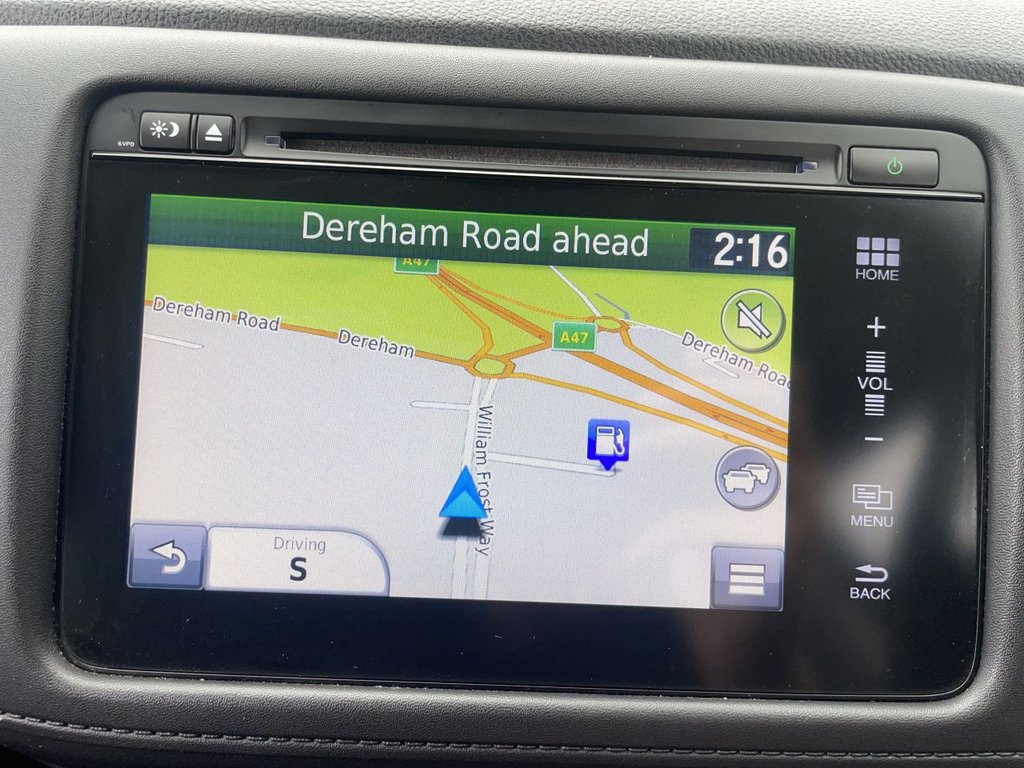 6VP0
Dereham Road ahead
2:16
HOME
A47
Dereham Road
Dereham
A47
Dereham Road
+
VOL
−
William Frost Way
MENU
Driving
S
BACK